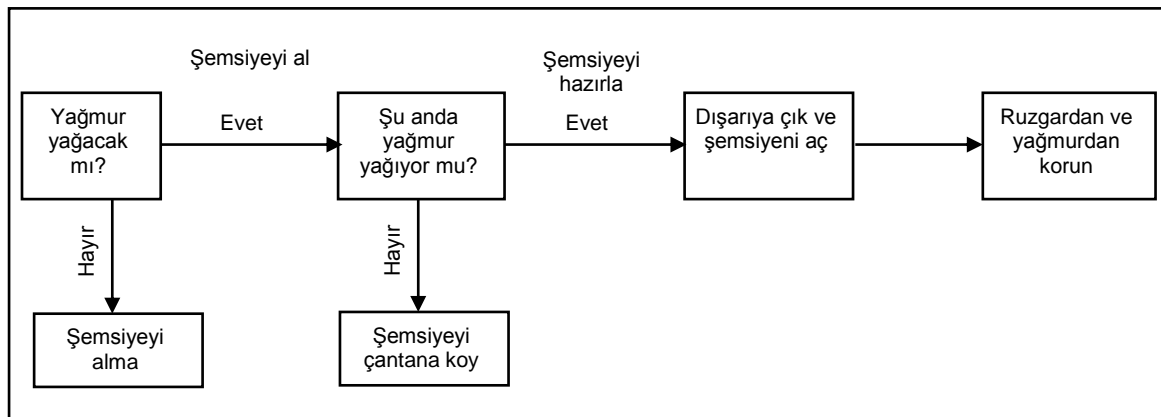 Şemsiyeyi al
Şemsiyeyi
hazırla
Yağmur
yağacak
mı?
Evet
Şu anda
yağmur
yağıyor mu?
Evet
Dışarıya çık ve
şemsiyeni aç
Ruzgardan ve
yağmurdan
korun
Hayır
Hayır
Şemsiyeyi
alma
Şemsiyeyi
çantana koy